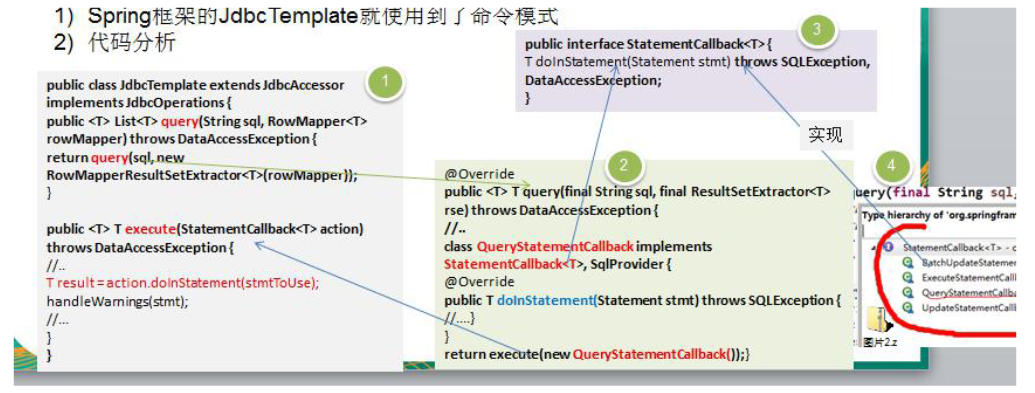 1) Spring框架的JdbcTemplate就使用到了命令模式
2) 代码分析
1
public class JdbcTemplate extends JdbcAccessor
implements JdbcOperations {
public <T> List<T> query(String sql, RowMapper<T>
rowMapper) throws DataAccessException {
return query(sql, new
RowMapperResultSetExtractor<T>(rowMapper));
}
public <T> T execute(StatementCallback<T> action)
throws DataAccessException {
//..
T result = action.doInStatement(stmtToUse);
handleWarnings(stmt);
//...
}
}
2
@Override
public <T> T query(final String sql, final ResultSetExtractor<T>
rse) throws DataAccessException {
//..
class QueryStatementCallback implements
StatementCallback<T>, SqlProvider {
@Override
public T doInStatement(Statement stmt) throws SQLException {
//....}
}
return execute(new QueryStatementCallback());}
3
public interface StatementCallback<T> {
T doInStatement(Statement stmt) throws SQLException,
DataAccessException;
}
实现
4
query(final String sql,
Type hierarchy of 'org.springfram
StatementCallback<T> - o
BatchUpdateStatemen
ExecuteStatementCall
QueryStatementCallba
UpdateStatementCall
图片2.z